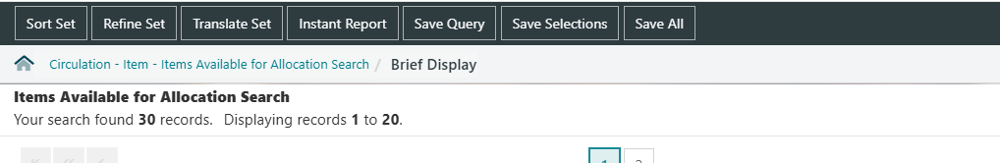 Sort Set Refine Set Translate Set Instant Report Save Query Save Selections Save All
Circulation - Item - Items Available for Allocation Search / Brief Display
Items Available for Allocation Search
Your search found 30 records. Displaying records 1 to 20.
1 2